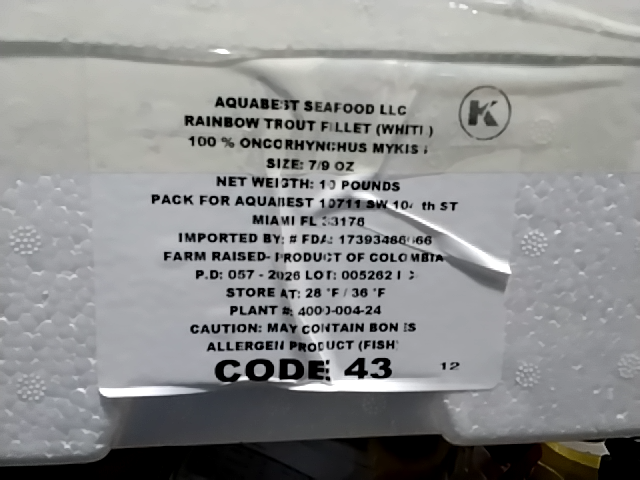 AQUABEST SEAFOOD LLC
K
RAINBOW TROUT FILLET (WHITE)
100 % ONCORHYNCHUS MYKISS
SIZE: 7/9 OZ
NET WEIGTH: 10 POUNDS
PACK FOR AQUABEST 10711 SW 104 th ST
MIAMI FL 33176
IMPORTED BY: # FDA:
FARM RAISED- PRODUCT OF COLOMBIA
P.D: 057 - 2026 LOT:
STORE AT: 28 °F / 36 °F
PLANT #: 4000-004-24
CAUTION: MAY CONTAIN BONES
ALLERGEN PRODUCT (FISH)
CODE: 43
12